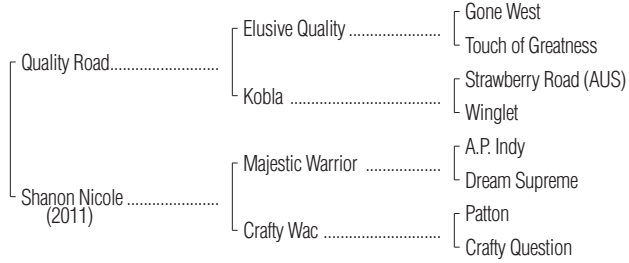 Gone West
Elusive Quality ......................
Touch of Greatness
Quality Road..........................
Strawberry Road (AUS)
Kobla ....................................
Winglet
A.P. Indy
Majestic Warrior ..................
Dream Supreme
Shanon Nicole ......................
(2011)
Patton
Crafty Wac ............................
Crafty Question